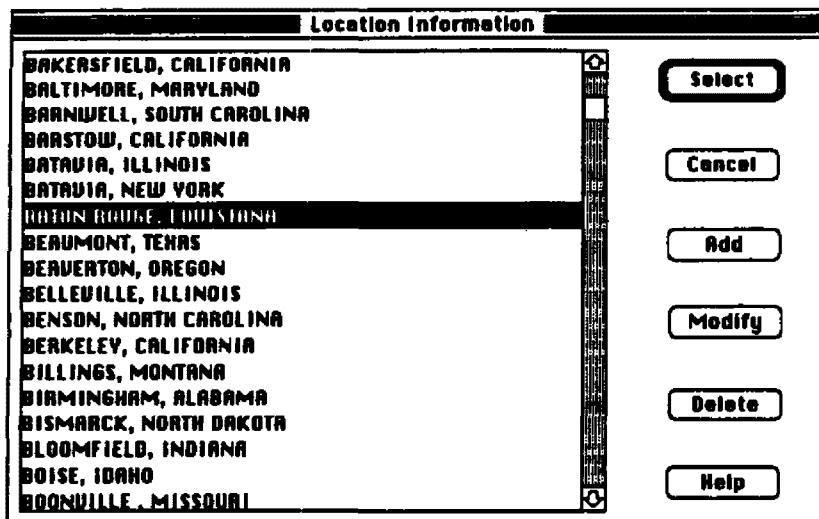 Location Information
BAKERSFIELD, CALIFORNIA
BALTIMORE, MARYLAND
BARNWELL, SOUTH CAROLINA
BARSTOW, CALIFORNIA
BATAVIA, ILLINOIS
BATAVIA, NEW YORK
BATON ROUGE, LOUISIANA
BEAUMONT, TEXAS
BEAVERTON, OREGON
BELLEVILLE, ILLINOIS
BENSON, NORTH CAROLINA
BERKELEY, CALIFORNIA
BILLINGS, MONTANA
BIRMINGHAM, ALABAMA
BISMARCK, NORTH DAKOTA
BLOOMFIELD, INDIANA
BOISE, IDAHO
BOONVILLE , MISSOURI
Select
Cancel
Add
Modify
Delete
Help